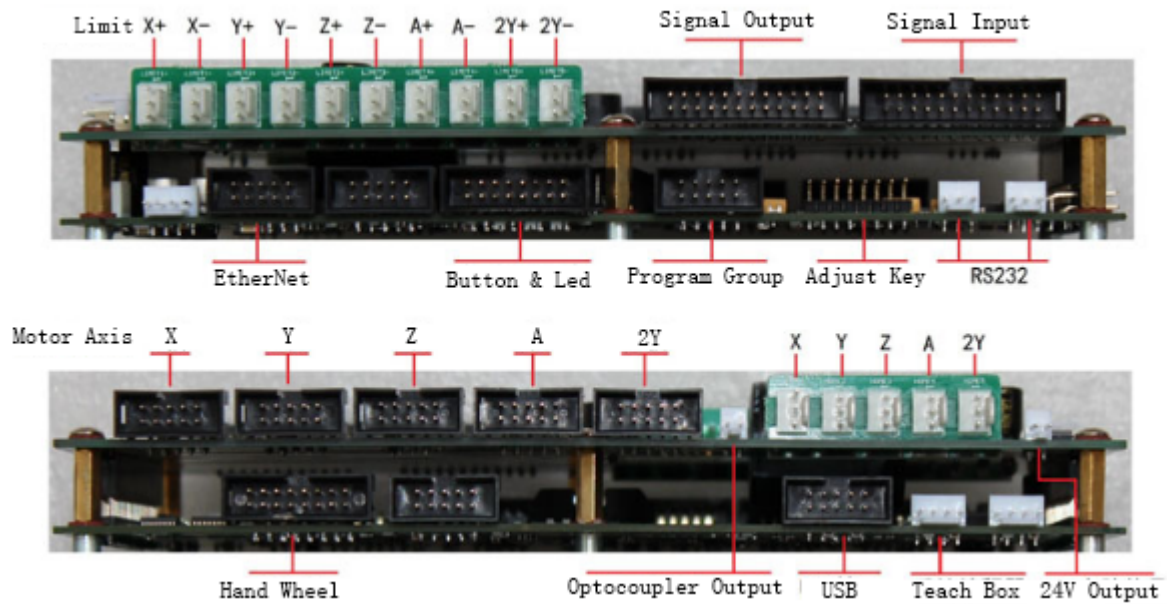 Limit X+ X- Y+ Y- Z+ Z- A+ A- 2Y+ 2Y-
Signal Output
Signal Input
EtherNet
Button & Led
Program Group
Adjust Key
RS232
Motor Axis X Y Z A 2Y
X Y Z A 2Y
Hand Wheel
Optocoupler Output
USB
Teach Box
24V Output